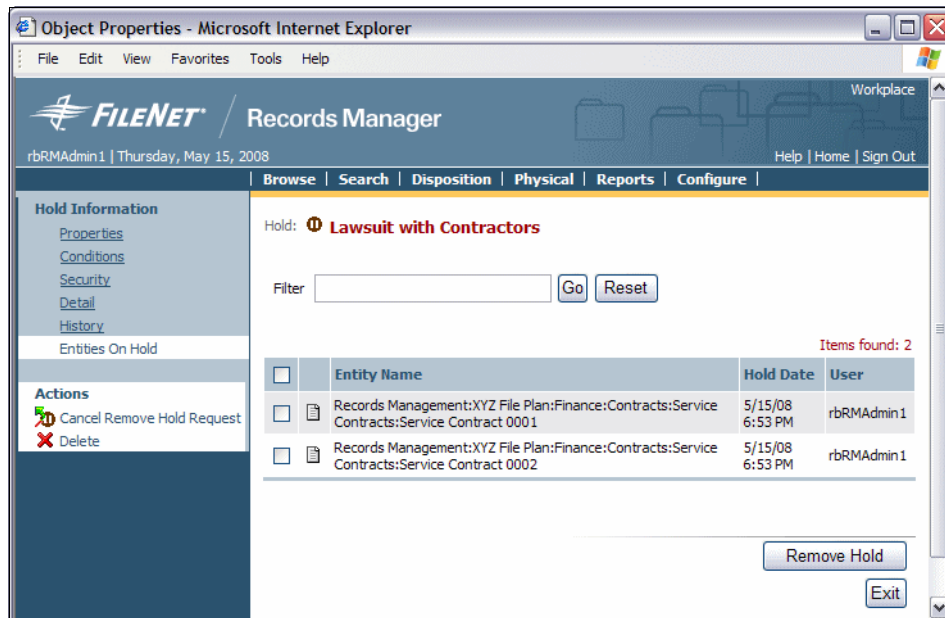 Object Properties - Microsoft Internet Explorer
File Edit View Favorites Tools Help
Workplace
FILENET Records Manager
rbRMAdmin1 | Thursday, May 15, 2008 Help | Home | Sign Out
| Browse | Search | Disposition | Physical | Reports | Configure |
Hold Information
Properties
Conditions
Security
Detail
History
Entities On Hold
Actions
Cancel Remove Hold Request
Delete
Hold: Lawsuit with Contractors
Filter Go Reset
Items found: 2
Entity Name Hold Date User
Records Management:XYZ File Plan:Finance:Contracts:Service 5/15/08
Contracts:Service Contract 0001 6:53 PM rbRMAdmin1
Records Management:XYZ File Plan:Finance:Contracts:Service 5/15/08
Contracts:Service Contract 0002 6:53 PM rbRMAdmin1
Remove Hold
Exit